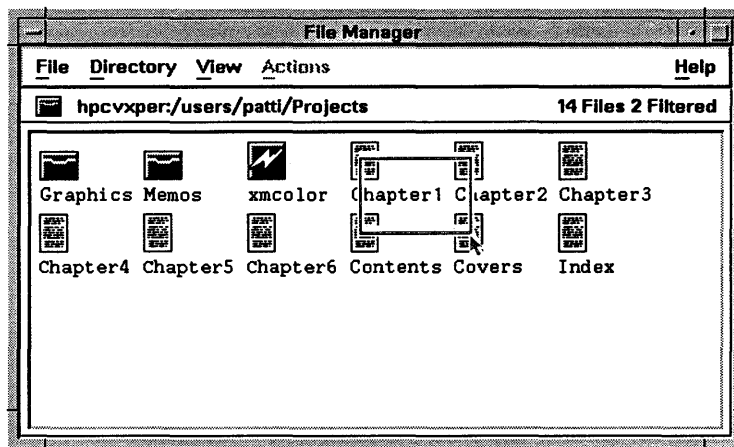 File Manager
File Directory View Actions Help
hpcvxper:/users/patti/Projects 14 Files 2 Filtered
Graphics Memos xmcolor Chapter1 Chapter2 Chapter3
Chapter4 Chapter5 Chapter6 Contents Covers Index